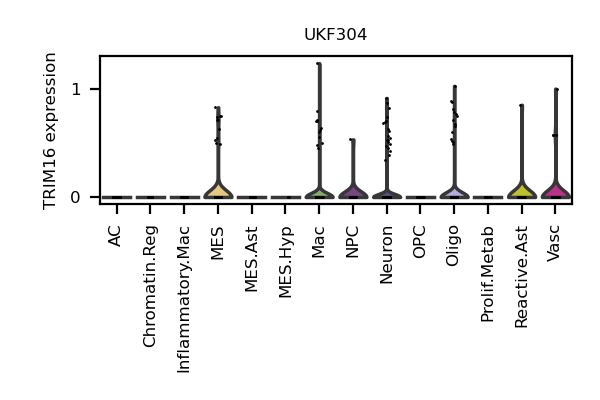 UKF304
TRIM16 expression
1
0
AC
Chromatin.Reg
Inflammatory.Mac
MES
MES.Ast
MES.Hyp
Mac
NPC
Neuron
OPC
Oligo
Prolif.Metab
Reactive.Ast
Vasc